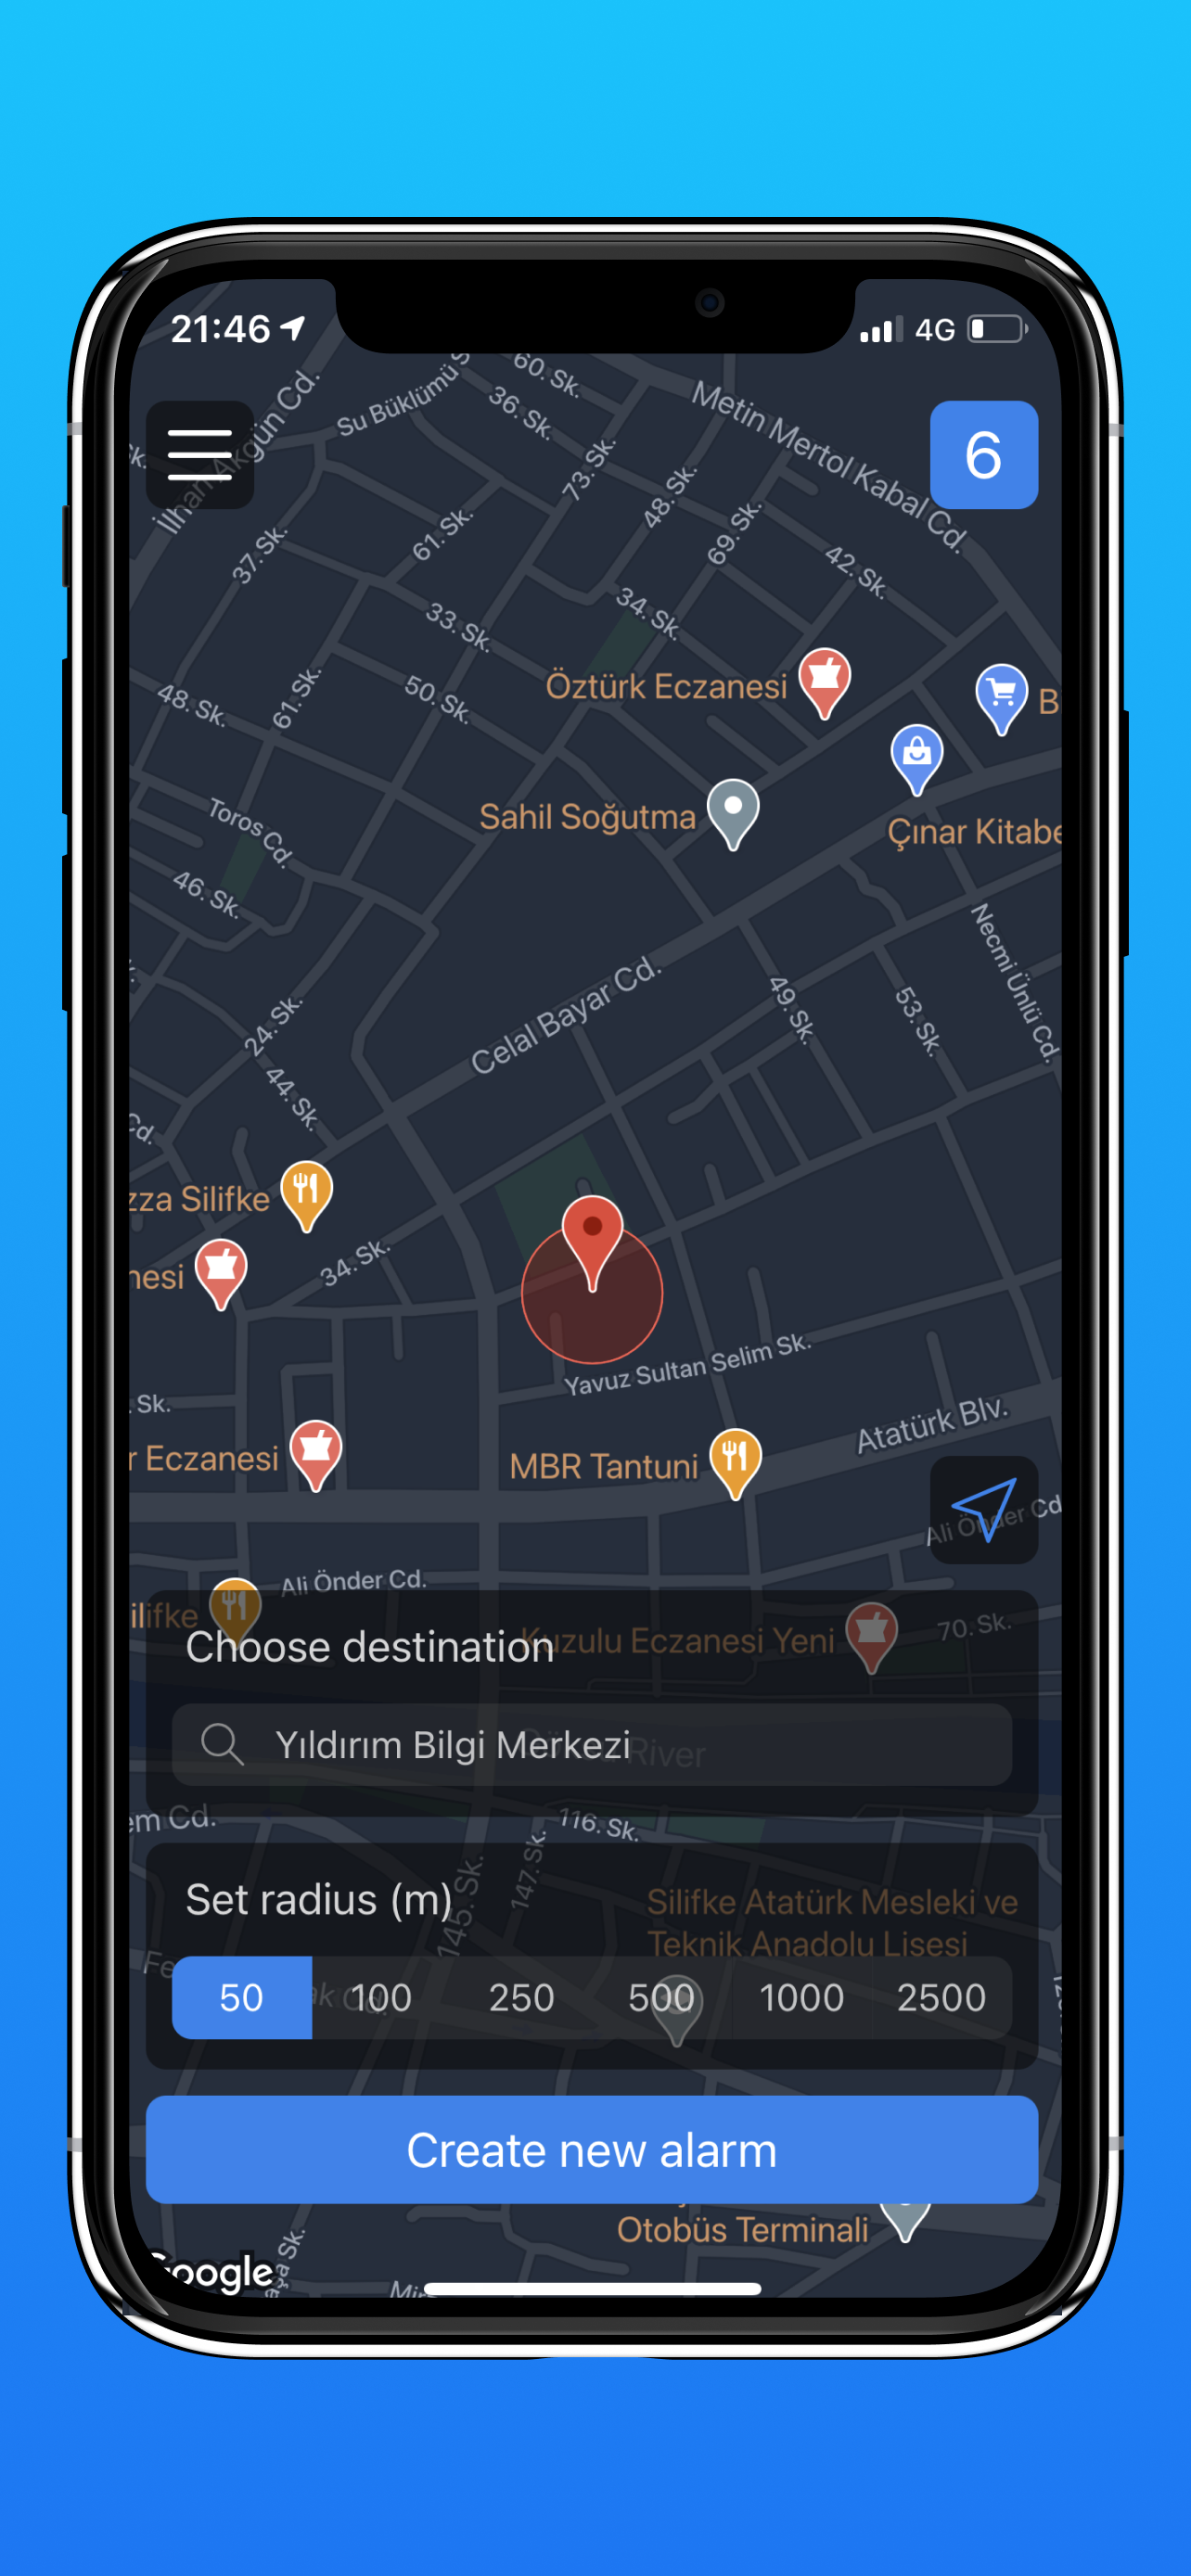 21:46
4G
60. Sk.
Su Büklümü S
36. Sk.
Metin Mertol Kabal Cd.
İlhan Akgün Cd.
6
73. Sk.
48. Sk.
69. Sk.
61. Sk.
37. Sk.
42. Sk.
34. Sk.
33. Sk.
Öztürk Eczanesi
50. Sk.
61. Sk.
48. Sk.
B
Sahil Soğutma
Çınar Kitabe
Toros Cd.
46. Sk.
Necmi Ünlü Cd.
Celal Bayar Cd.
49. Sk.
53. Sk.
24. Sk.
44. Sk.
Cd.
zza Silifke
34. Sk.
nesi
Yavuz Sultan Selim Sk.
. Sk.
Atatürk Blv.
r Eczanesi
MBR Tantuni
Ali Önder Cd
Ali Önder Cd.
ilifke
Kuzulu Eczanesi Yeni
70. Sk.
Choose destination
Yıldırım Bilgi Merkezi
River
em Cd.
116. Sk.
147. Sk.
145. Sk.
Set radius (m)
Silifke Atatürk Mesleki ve
Teknik Anadolu Lisesi
50 100 250 500 1000 2500
Create new alarm
Otobüs Terminali
Google